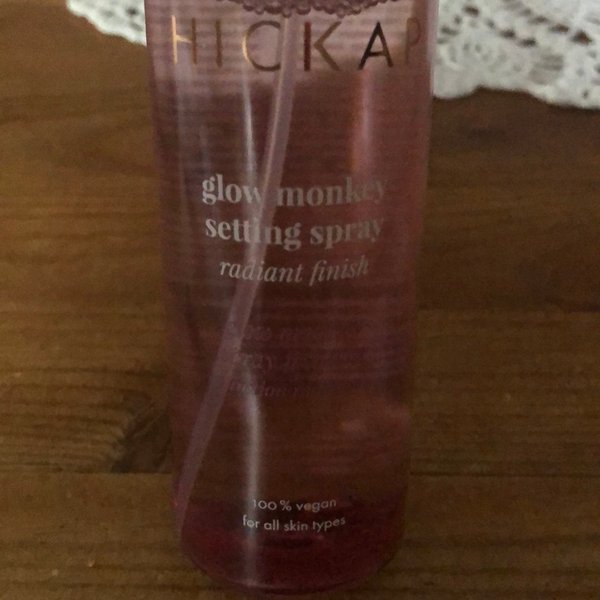 HICKAP
glow monkey
setting spray
radiant finish
100% vegan
for all skin types